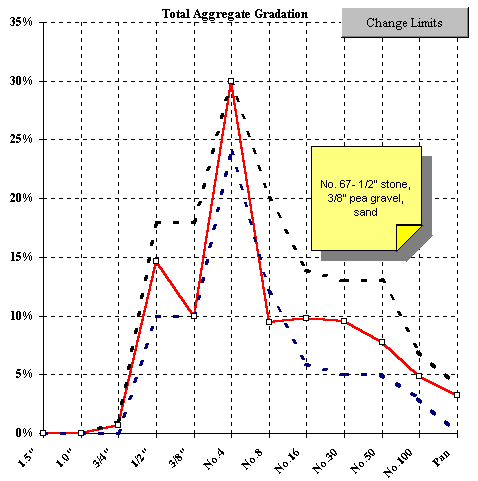 Total Aggregate Gradation
Change Limits
35%
30%
25%
20%
15%
10%
5%
0%
No. 67- 1/2" stone,
3/8" pea gravel,
sand
1.5"
1.0"
3/4"
1/2"
3/8"
No.4
No.8
No.16
No.30
No.50
No.100
Pan